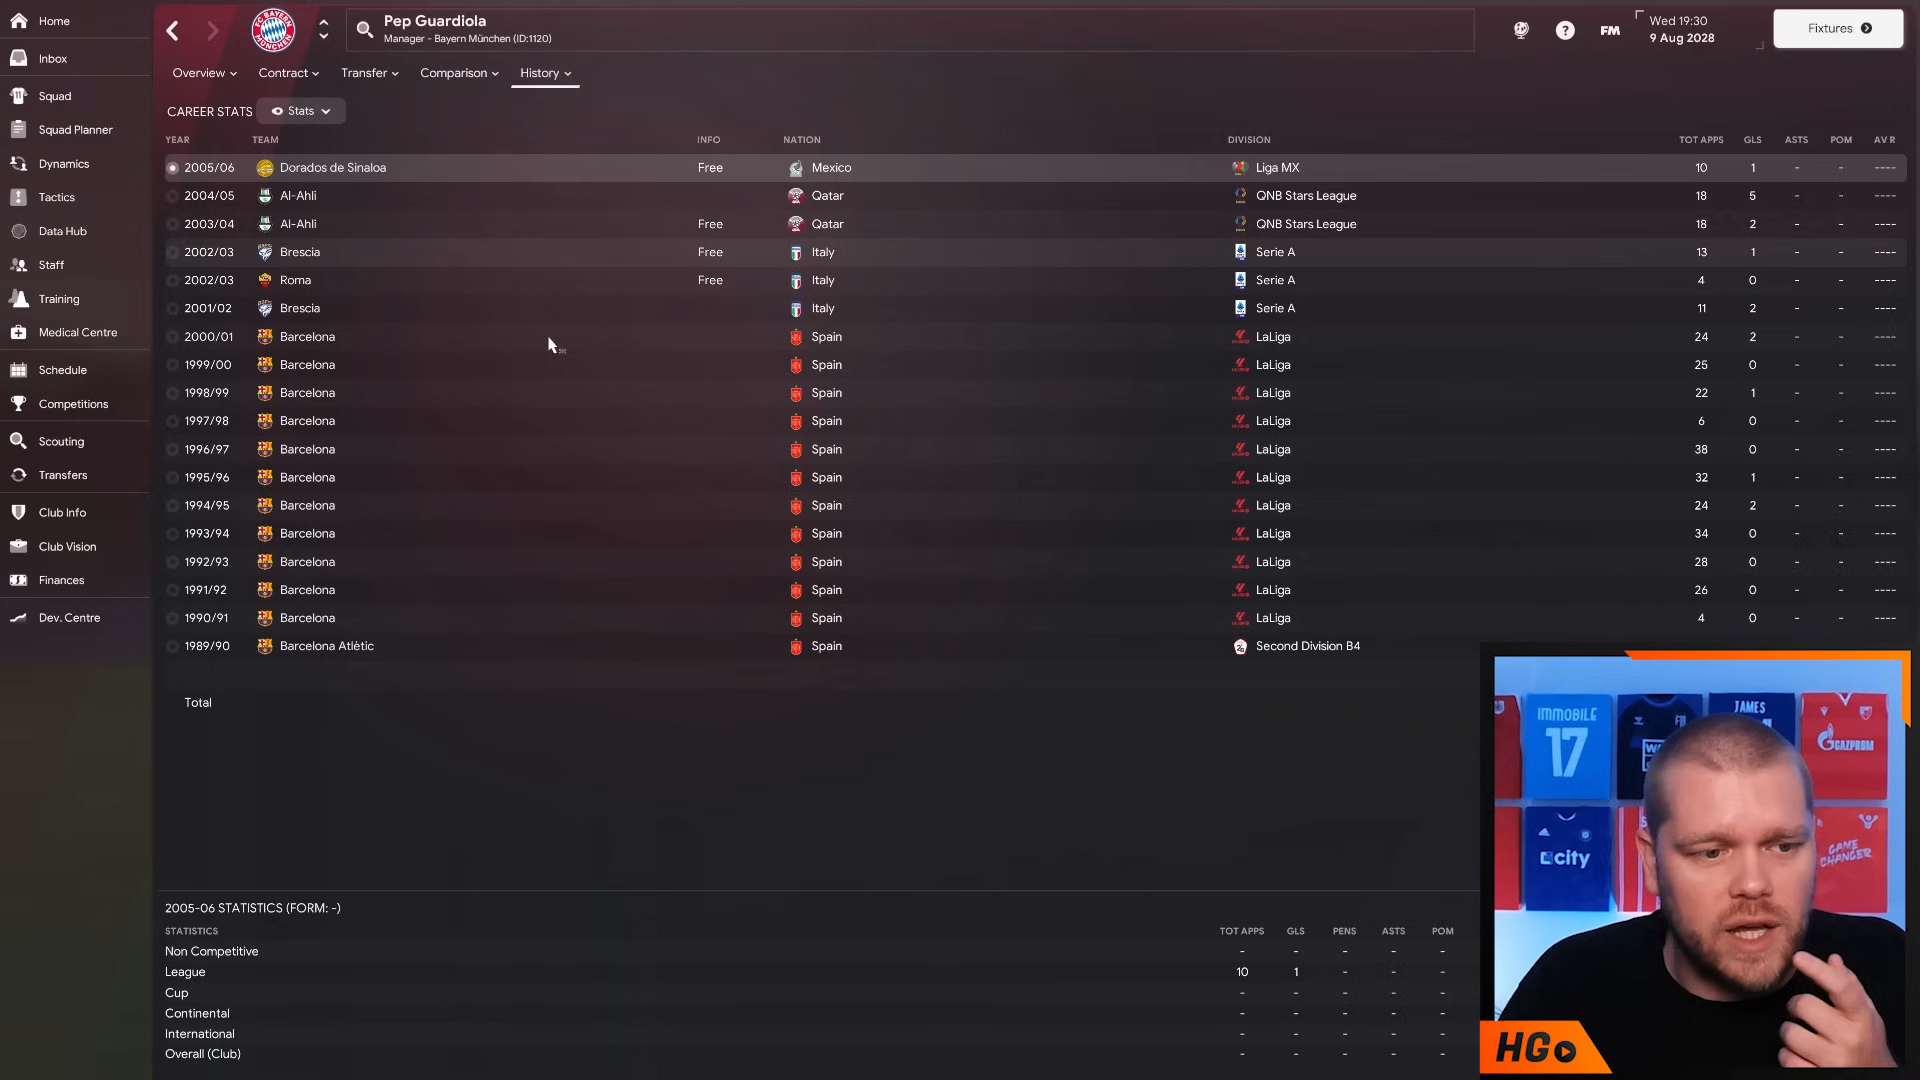 Home
Inbox
Squad
Squad Planner
Dynamics
Tactics
Data Hub
Staff
Training
Medical Centre
Schedule
Competitions
Scouting
Transfers
Club Info
Club Vision
Finances
Dev. Centre
Pep Guardiola
Manager - Bayern München (ID:1120)
FM
Wed 19:30
9 Aug 2028
Fixtures
Overview Contract Transfer Comparison History
CAREER STATS Stats
YEAR TEAM INFO NATION DIVISION TOT APPS GLS ASTS POM AV R
2005/06 Dorados de Sinaloa Free Mexico Liga MX 10 1 - - ----
2004/05 Al-Ahli Qatar QNB Stars League 18 5 - - ----
2003/04 Al-Ahli Free Qatar QNB Stars League 18 2 - - ----
2002/03 Brescia Free Italy Serie A 13 1 - - ----
2002/03 Roma Free Italy Serie A 4 0 - - ----
2001/02 Brescia Italy Serie A 11 2 - - ----
2000/01 Barcelona Spain LaLiga 24 2 - - ----
1999/00 Barcelona Spain LaLiga 25 0 - - ----
1998/99 Barcelona Spain LaLiga 22 1 - - ----
1997/98 Barcelona Spain LaLiga 6 0 - - ----
1996/97 Barcelona Spain LaLiga 38 0 - - ----
1995/96 Barcelona Spain LaLiga 32 1 - - ----
1994/95 Barcelona Spain LaLiga 24 2 - - ----
1993/94 Barcelona Spain LaLiga 34 0 - - ----
1992/93 Barcelona Spain LaLiga 28 0 - - ----
1991/92 Barcelona Spain LaLiga 26 0 - - ----
1990/91 Barcelona Spain LaLiga 4 0 - - ----
1989/90 Barcelona Atlètic Spain Second Division B4
Total
2005-06 STATISTICS (FORM: -)
STATISTICS TOT APPS GLS PENS ASTS POM
Non Competitive - - - - -
League 10 1 - - -
Cup - - - - -
Continental - - - - -
International - - - - -
Overall (Club) - - - - -
IMMOBILE
17
JAMES
GAZPROM
city
GAME
CHANGER
HG